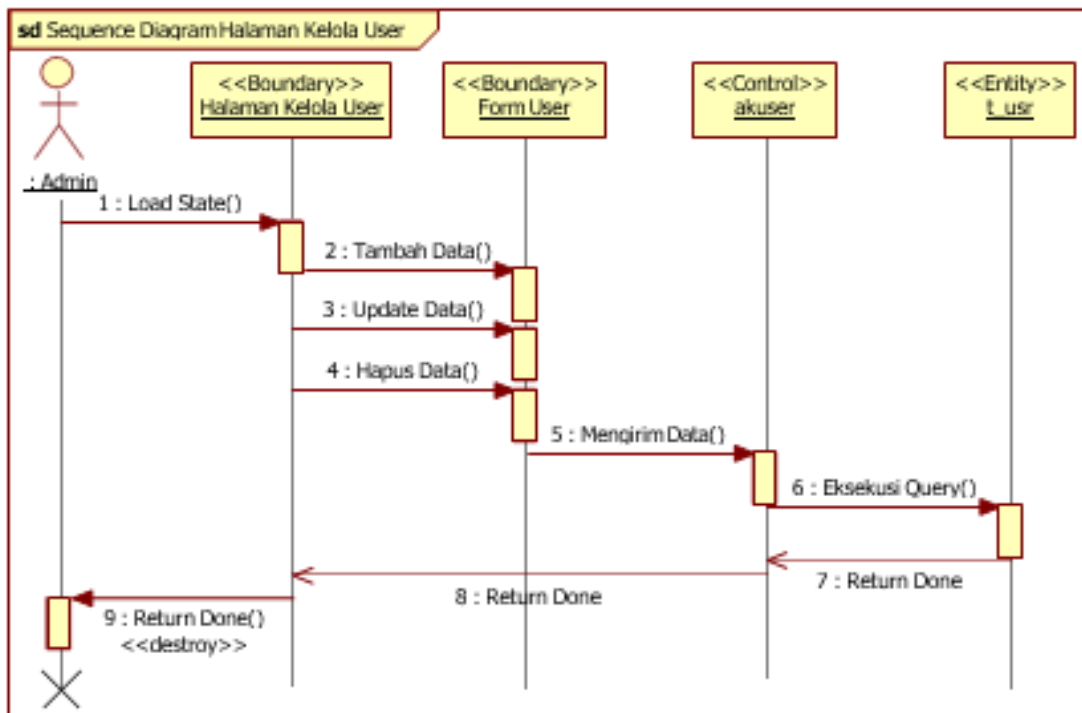 sd Sequence Diagram Halaman Kelola User
<<Boundary>>
Halaman Kelola User
<<Boundary>>
Form User
<<Control>>
akuser
<<Entity>>
t_usr
: Admin
1 : Load State()
2 : Tambah Data()
3 : Update Data()
4 : Hapus Data()
5 : Mengirim Data()
6 : Eksekusi Query()
7 : Return Done
8 : Return Done
9 : Return Done()
<<destroy>>